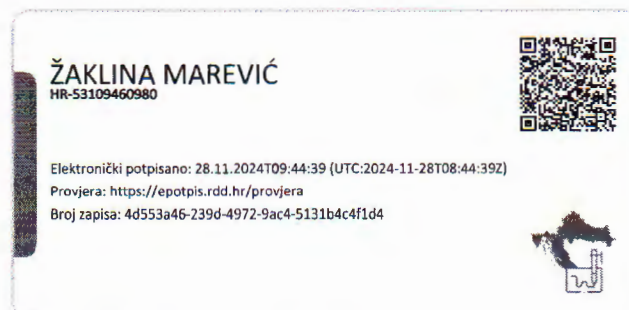 ŽAKLINA MAREVIĆ
HR-53109460980
Elektronički potpisano: 28.11.2024T09:44:39 (UTC:2024-11-28T08:44:39Z)
Provjera: https://epotpis.rdd.hr/provjera
Broj zapisa: 4d553a46-239d-4972-9ac4-5131b4c4f1d4